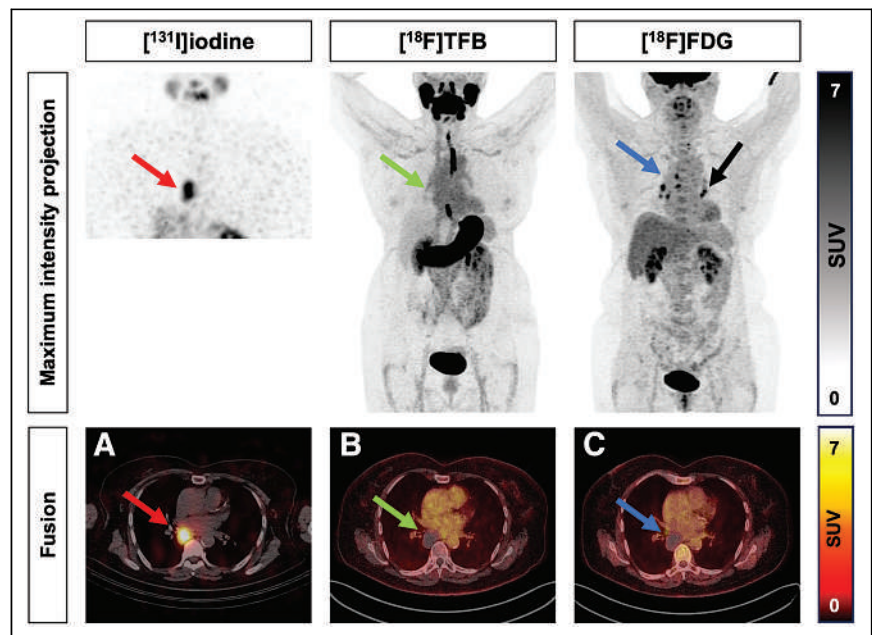 [¹³¹I]iodine
[¹⁸F]TFB
[¹⁸F]FDG
Maximum intensity projection
7
SUV
0
Fusion
A
B
C
7
SUV
0